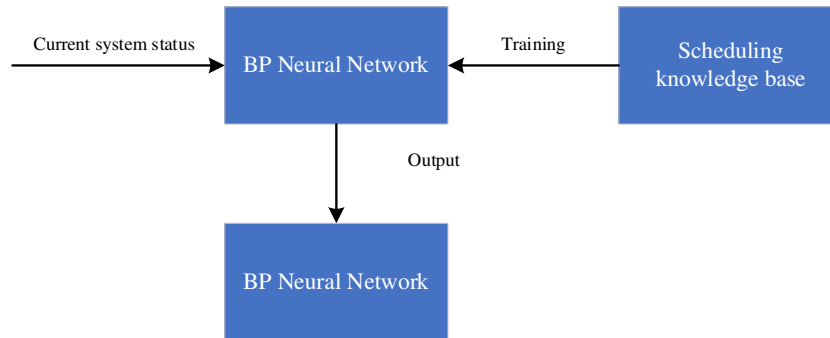 Current system status
BP Neural Network
Training
Scheduling
knowledge base
Output
BP Neural Network